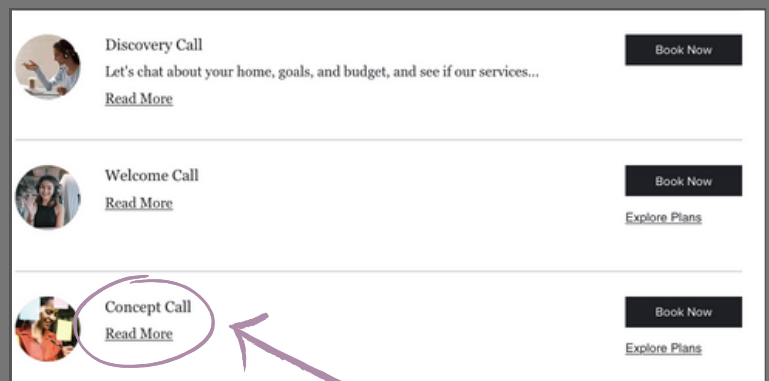 Discovery Call
Book Now
Let's chat about your home, goals, and budget, and see if our services...
Read More
Welcome Call
Book Now
Read More
Explore Plans
Concept Call
Book Now
Read More
Explore Plans